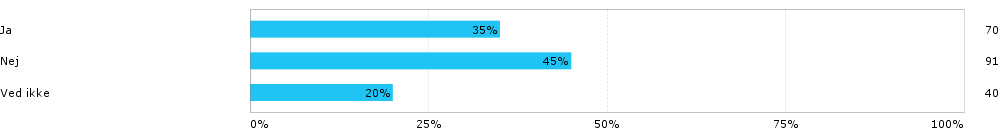 Ja 35% 70
Nej 45% 91
Ved ikke 20% 40
0% 25% 50% 75% 100%